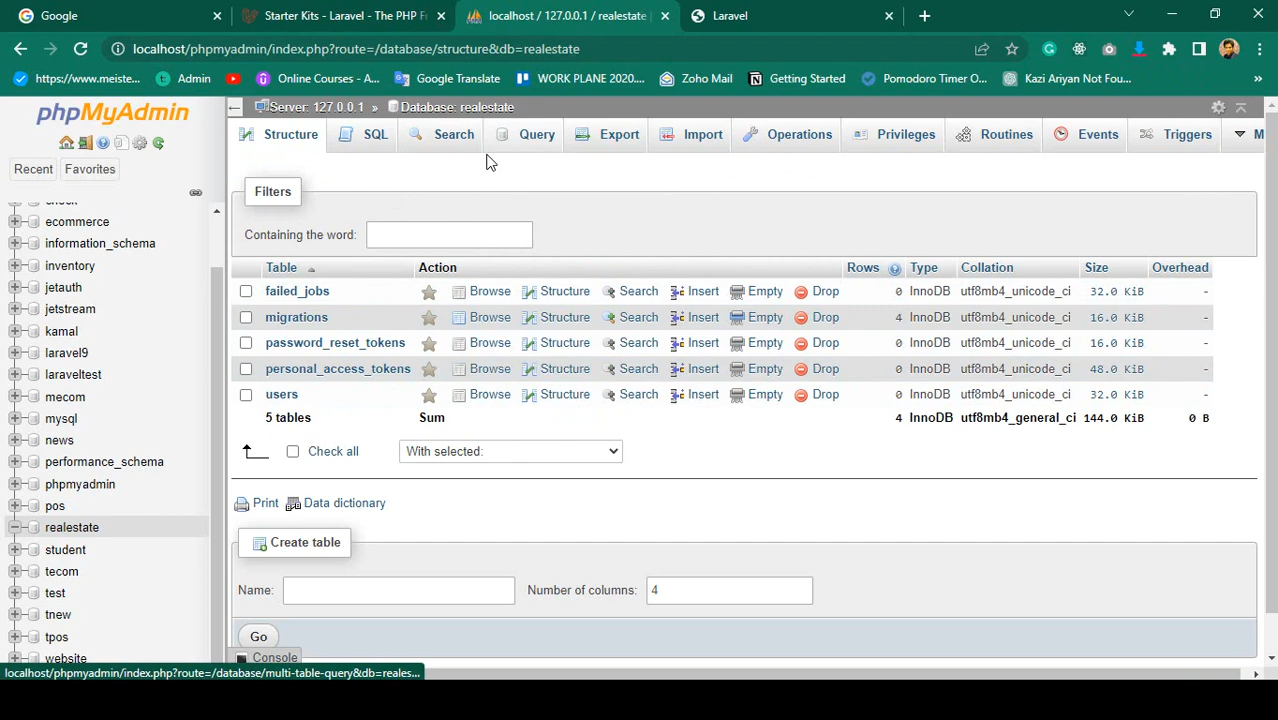 Google
Starter Kits - Laravel - The PHP Fr
localhost / 127.0.0.1 / realestate
Laravel
localhost/phpmyadmin/index.php?route=/database/structure&db=realestate
https://www.meiste...
Admin
Online Courses - A...
Google Translate
WORK PLANE 2020....
Zoho Mail
Getting Started
Pomodoro Timer O...
Kazi Ariyan Not Fou...
»
phpMyAdmin
Recent
Favorites
ecommerce
information_schema
inventory
jetauth
jetstream
kamal
laravel9
laraveltest
mecom
mysql
news
performance_schema
phpmyadmin
pos
realestate
student
tecom
test
tnew
tpos
website
Server: 127.0.0.1 » Database: realestate
Structure
SQL
Search
Query
Export
Import
Operations
Privileges
Routines
Events
Triggers
M
Filters
Containing the word:
Table Action Rows Type Collation Size Overhead
failed_jobs Browse Structure Search Insert Empty Drop 0 InnoDB utf8mb4_unicode_ci 32.0 KiB -
migrations Browse Structure Search Insert Empty Drop 4 InnoDB utf8mb4_unicode_ci 16.0 KiB -
password_reset_tokens Browse Structure Search Insert Empty Drop 0 InnoDB utf8mb4_unicode_ci 16.0 KiB -
personal_access_tokens Browse Structure Search Insert Empty Drop 0 InnoDB utf8mb4_unicode_ci 48.0 KiB -
users Browse Structure Search Insert Empty Drop 0 InnoDB utf8mb4_unicode_ci 32.0 KiB -
5 tables Sum 4 InnoDB utf8mb4_general_ci 144.0 KiB 0 B
Check all
With selected:
Print
Data dictionary
Create table
Name:
Number of columns: 4
Go
Console
localhost/phpmyadmin/index.php?route=/database/multi-table-query&db=reales...